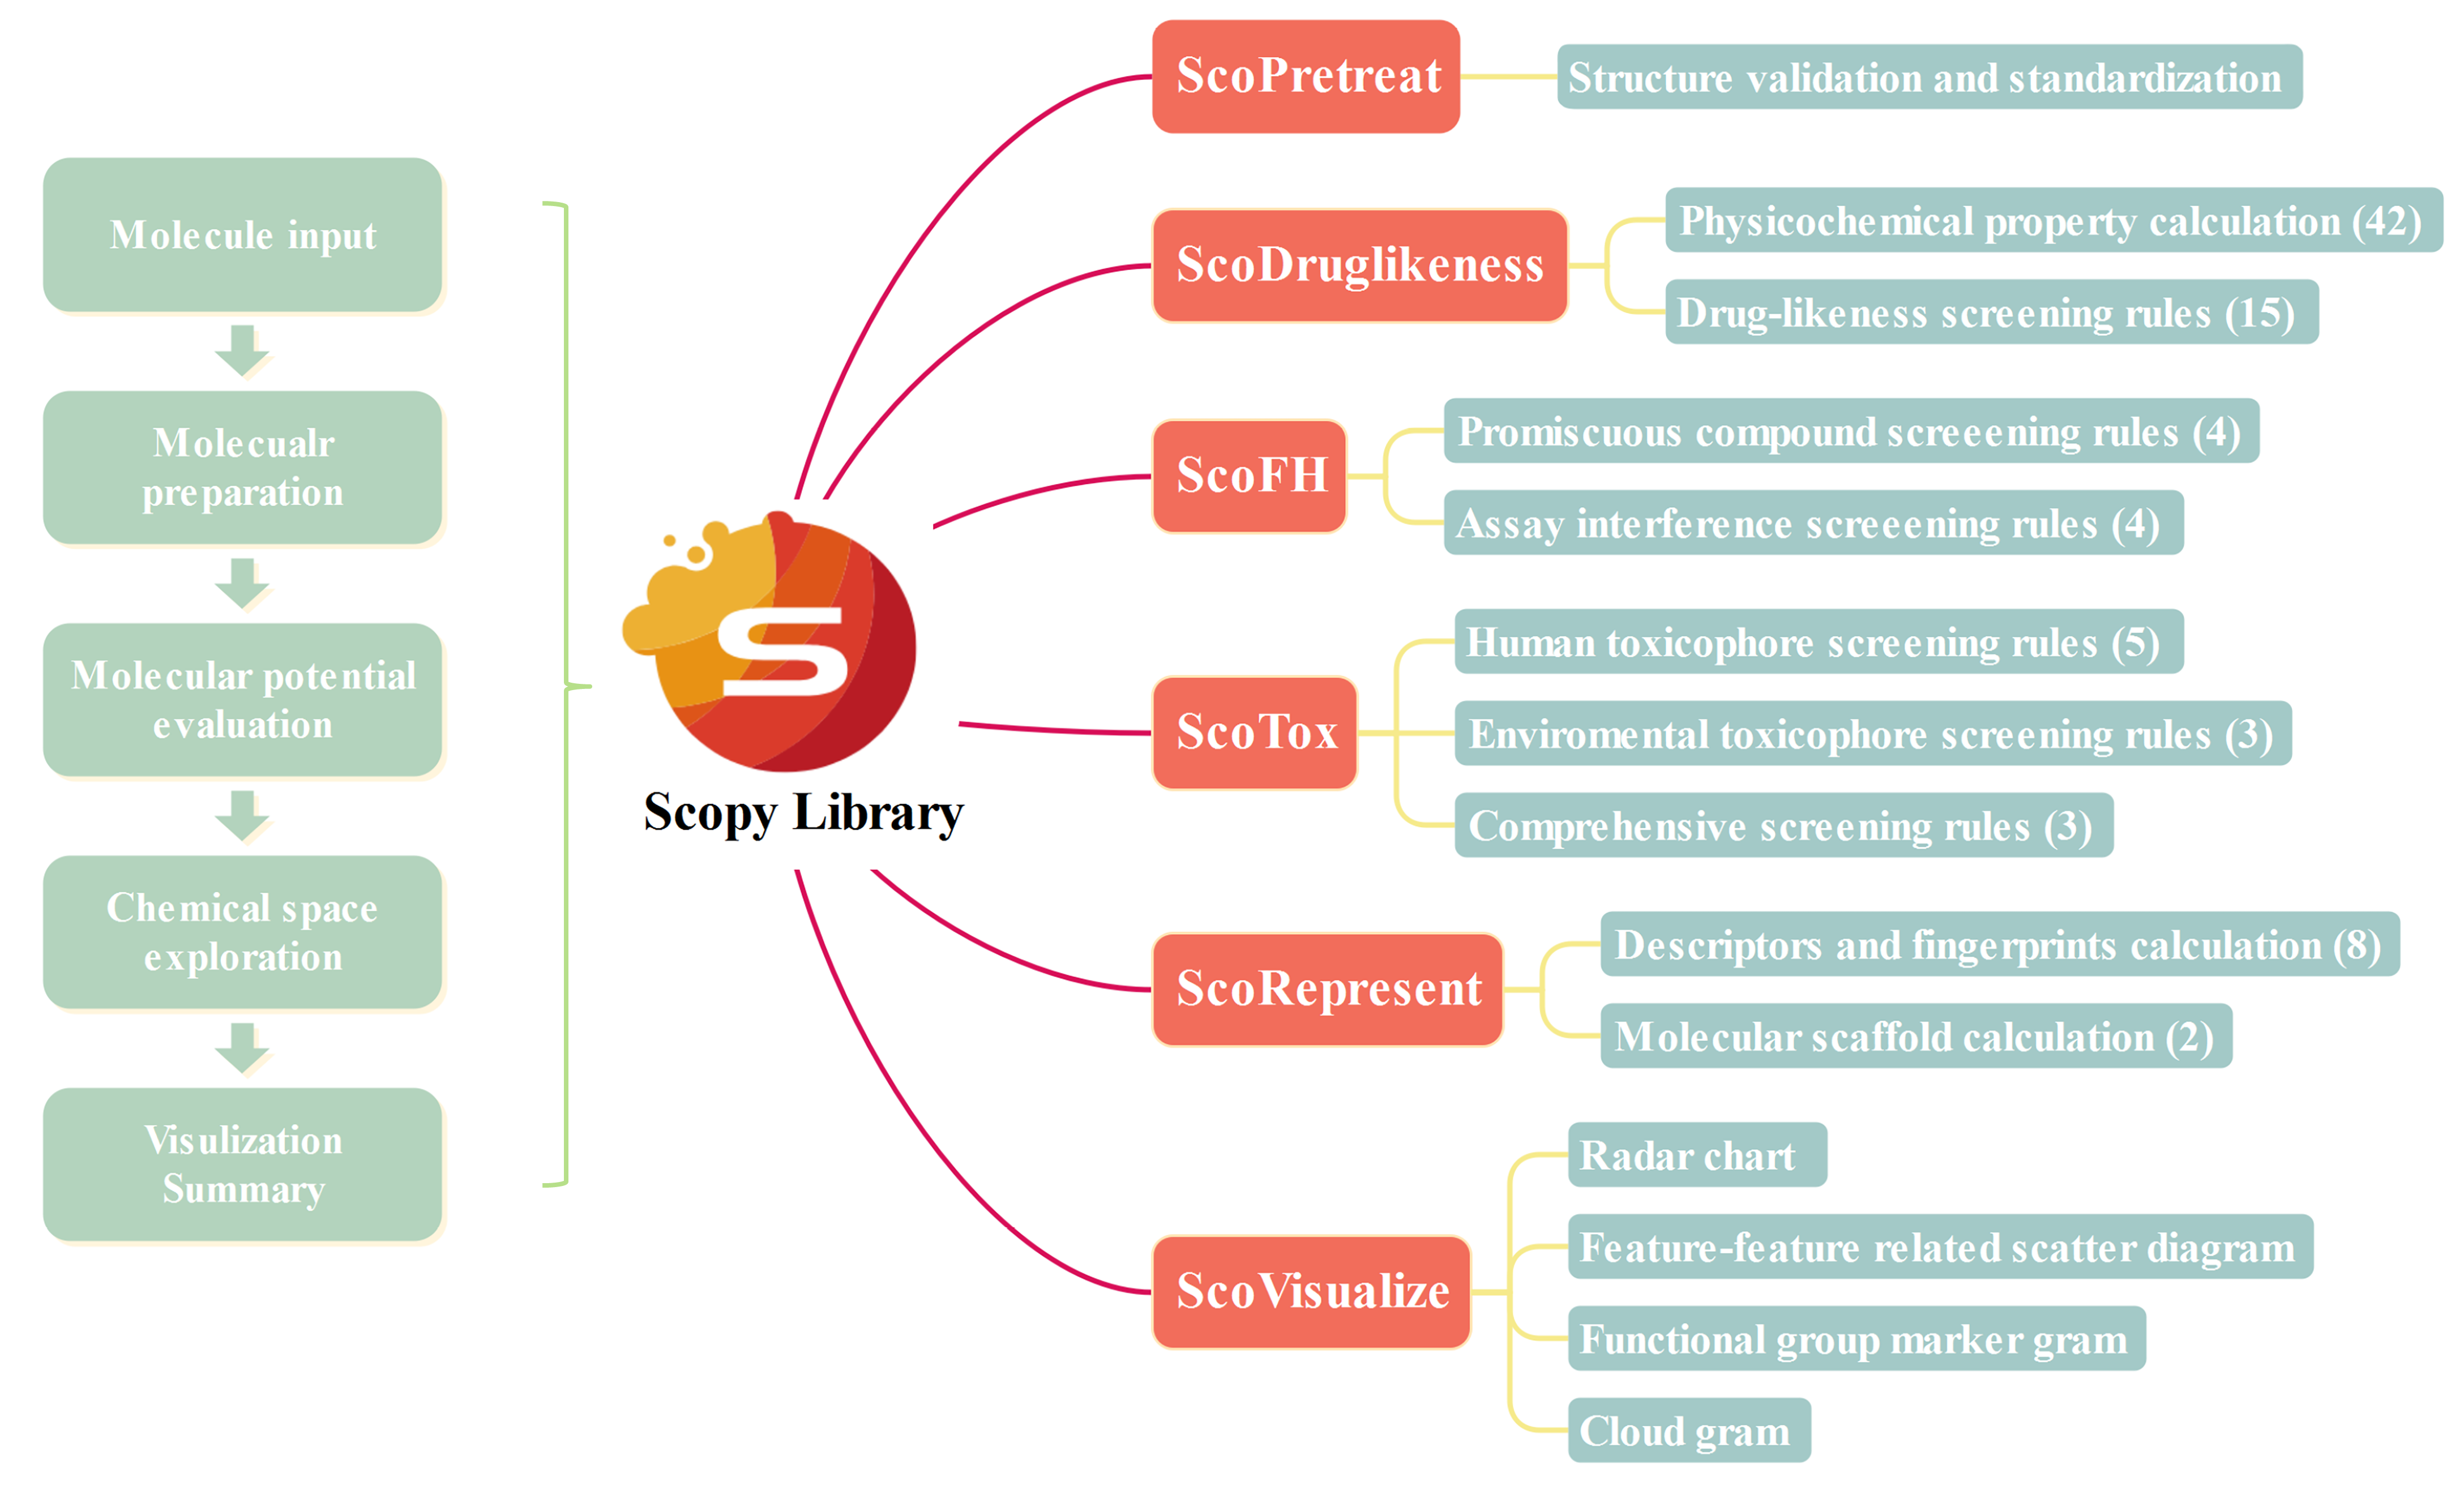 Molecule input
Molecualr
preparation
Molecular potential
evaluation
Chemical space
exploration
Visulization
Summary
S
Scopy Library
ScoPretreat
Structure validation and standardization
ScoDruglikeness
Physicochemical property calculation (42)
Drug-likeness screening rules (15)
ScoFH
Promiscuous compound screeening rules (4)
Assay interference screeening rules (4)
ScoTox
Human toxicophore screening rules (5)
Enviromental toxicophore screening rules (3)
Comprehensive screening rules (3)
ScoRepresent
Descriptors and fingerprints calculation (8)
Molecular scaffold calculation (2)
ScoVisualize
Radar chart
Feature-feature related scatter diagram
Functional group marker gram
Cloud gram